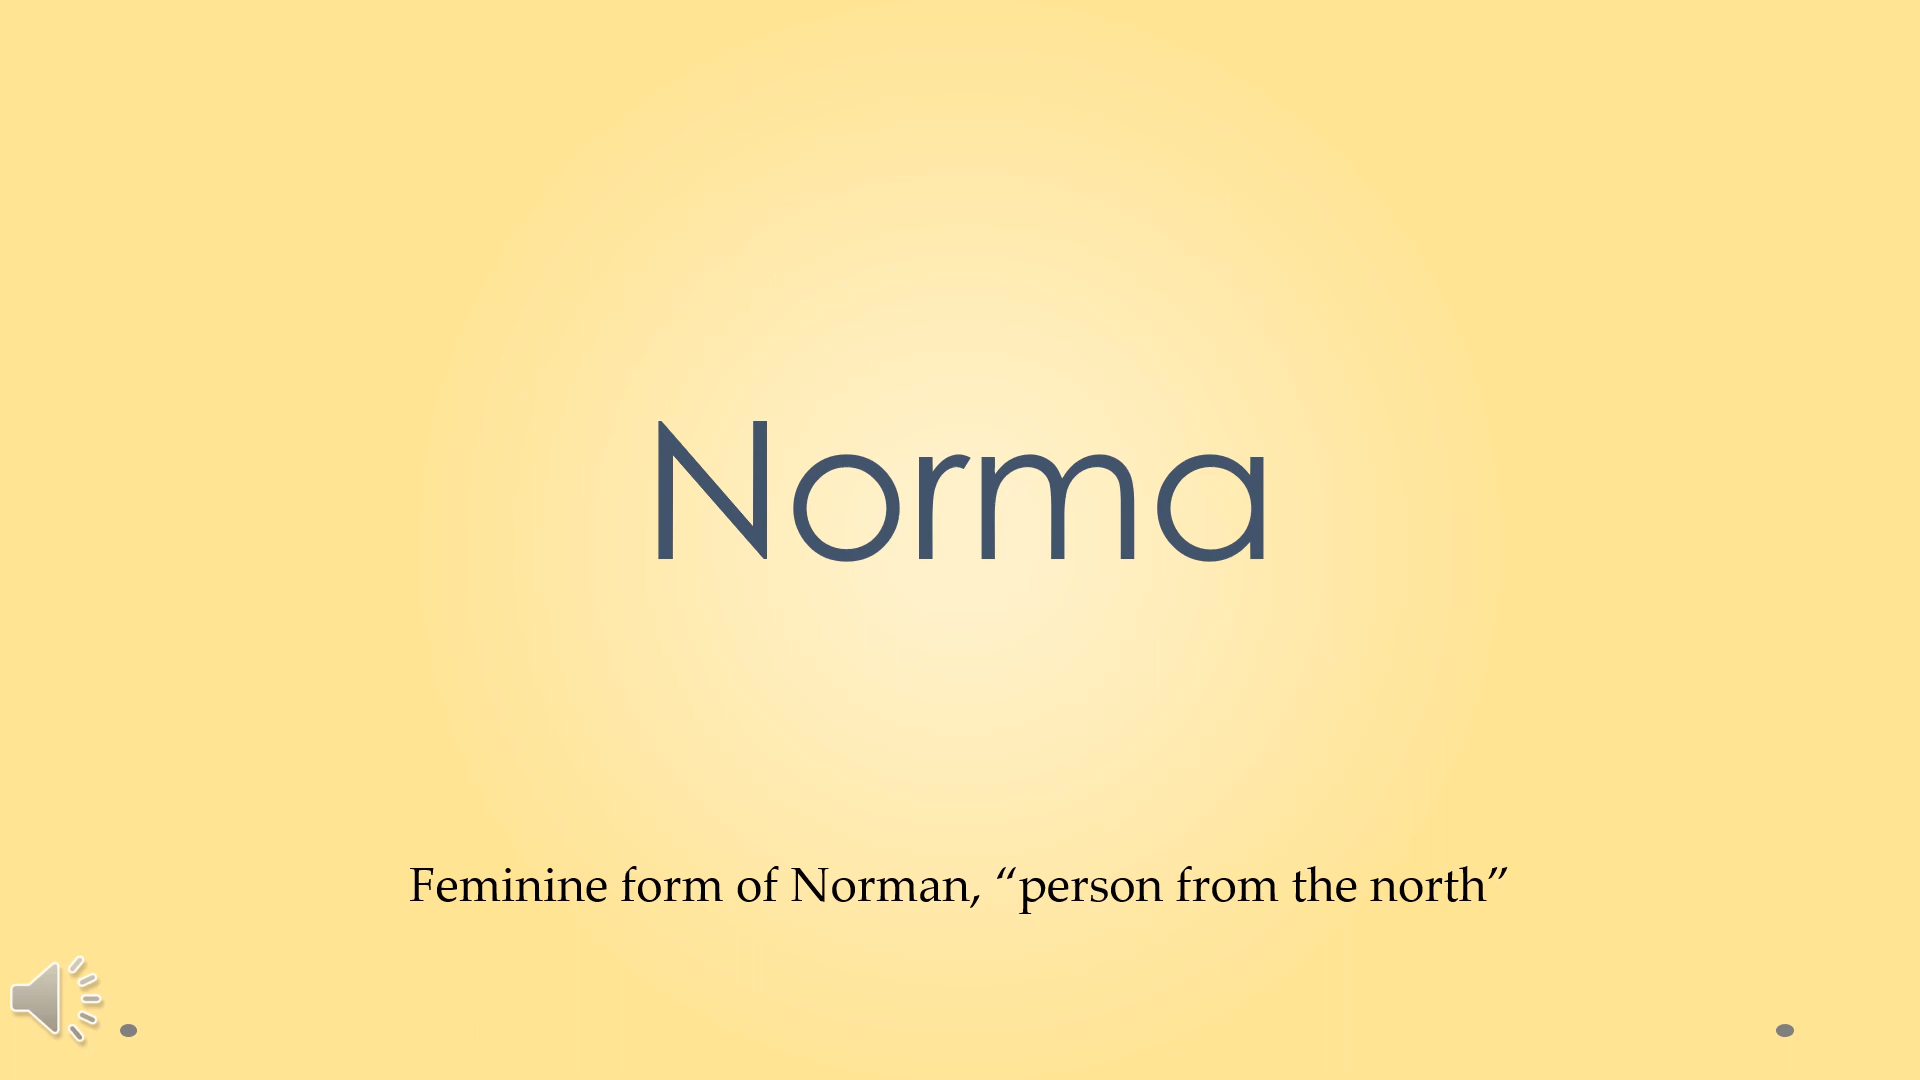 Norma
Feminine form of Norman, “person from the north”